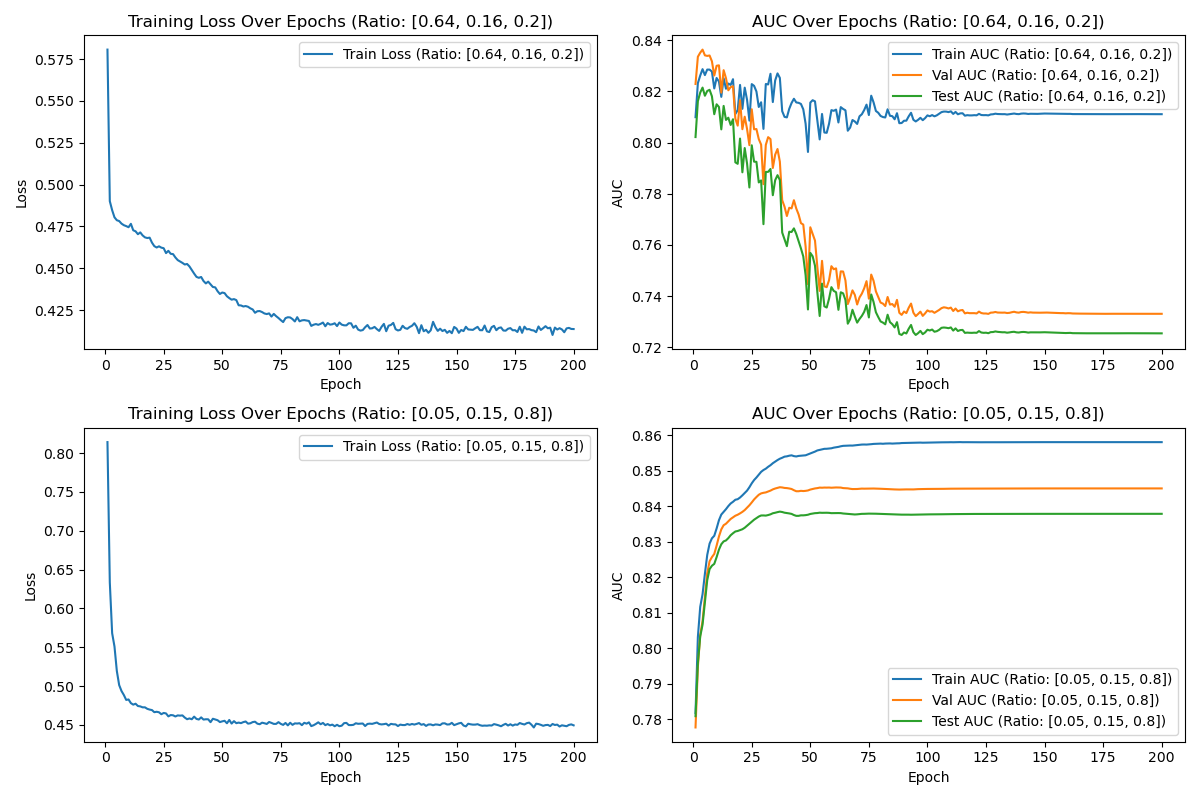 Training Loss Over Epochs (Ratio: [0.64, 0.16, 0.2])
Train Loss (Ratio: [0.64, 0.16, 0.2])
0.575
0.550
0.525
0.500
0.475
0.450
0.425
Loss
0 25 50 75 100 125 150 175 200
Epoch
AUC Over Epochs (Ratio: [0.64, 0.16, 0.2])
Train AUC (Ratio: [0.64, 0.16, 0.2])
Val AUC (Ratio: [0.64, 0.16, 0.2])
Test AUC (Ratio: [0.64, 0.16, 0.2])
0.84
0.82
0.80
0.78
0.76
0.74
0.72
AUC
0 25 50 75 100 125 150 175 200
Epoch
Training Loss Over Epochs (Ratio: [0.05, 0.15, 0.8])
Train Loss (Ratio: [0.05, 0.15, 0.8])
0.80
0.75
0.70
0.65
0.60
0.55
0.50
0.45
Loss
0 25 50 75 100 125 150 175 200
Epoch
AUC Over Epochs (Ratio: [0.05, 0.15, 0.8])
0.86
0.85
0.84
0.83
0.82
0.81
0.80
0.79
0.78
AUC
Train AUC (Ratio: [0.05, 0.15, 0.8])
Val AUC (Ratio: [0.05, 0.15, 0.8])
Test AUC (Ratio: [0.05, 0.15, 0.8])
0 25 50 75 100 125 150 175 200
Epoch